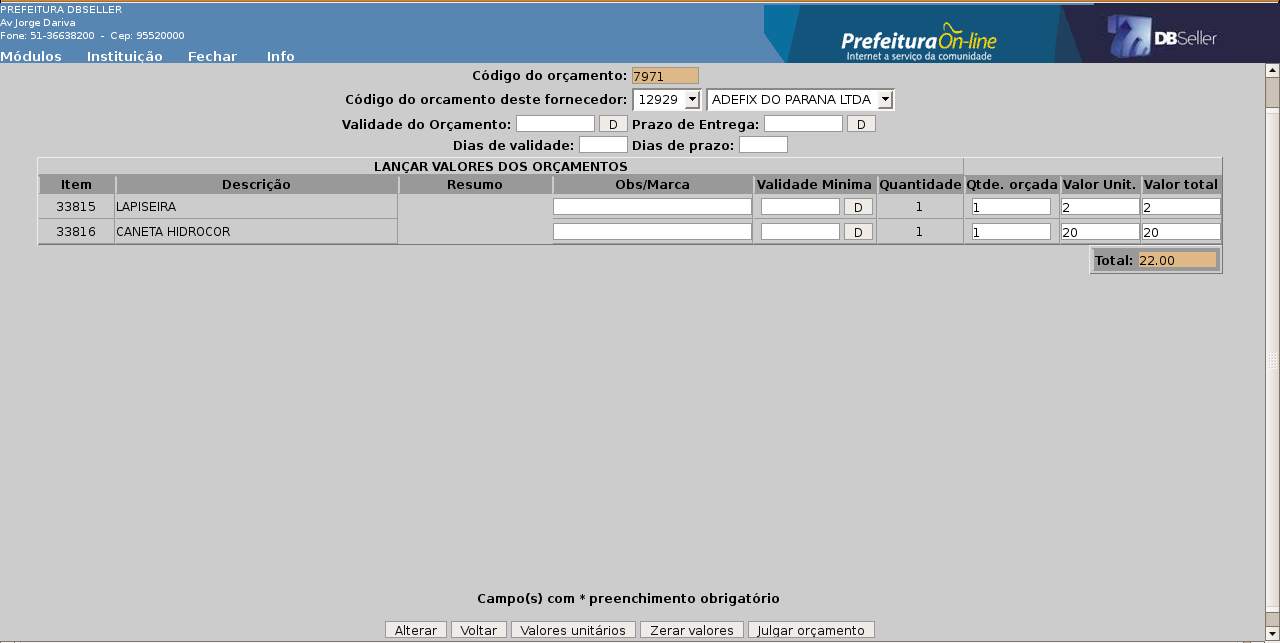 PREFEITURA DBSELLER
Av Jorge Dariva
Fone: 51-36638200 - Cep: 95520000
Módulos Instituição Fechar Info
Prefeitura On-line
Internet a serviço da comunidade
DBSeller
Código do orçamento: 7971
Código do orcamento deste fornecedor: 12929 ADEFIX DO PARANA LTDA
Validade do Orçamento: D Prazo de Entrega: D
Dias de validade: Dias de prazo:
LANÇAR VALORES DOS ORÇAMENTOS
Item Descrição Resumo Obs/Marca Validade Minima Quantidade Qtde. orçada Valor Unit. Valor total
33815 LAPISEIRA D 1 1 2 2
33816 CANETA HIDROCOR D 1 1 20 20
Total: 22.00
Campo(s) com * preenchimento obrigatório
Alterar Voltar Valores unitários Zerar valores Julgar orçamento